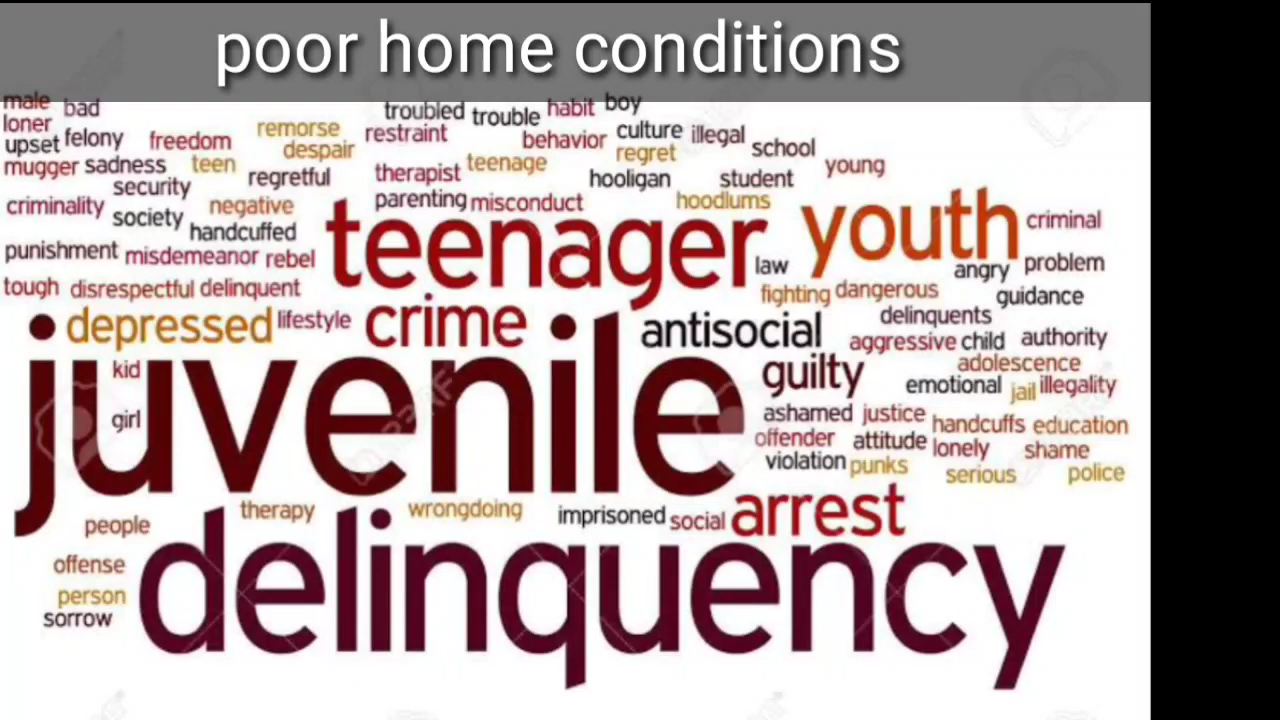 poor home conditions
male bad troubled trouble habit boy
loner upset felony freedom remorse restraint behavior culture illegal school
mugger sadness teen despair therapist teenage regret young
security regretful hooligan student
criminality society negative parenting misconduct hoodlums
handcuffed teenager youth criminal
punishment misdemeanor rebel law angry problem
tough disrespectful delinquent fighting dangerous guidance
depressed lifestyle crime antisocial delinquents
aggressive child authority
juvenile
kid guilty adolescence
emotional jail illegality
girl ashamed justice handcuffs education
offender attitude lonely shame
violation punks serious police
people therapy wrongdoing imprisoned social arrest
delinquency
offense
person
sorrow